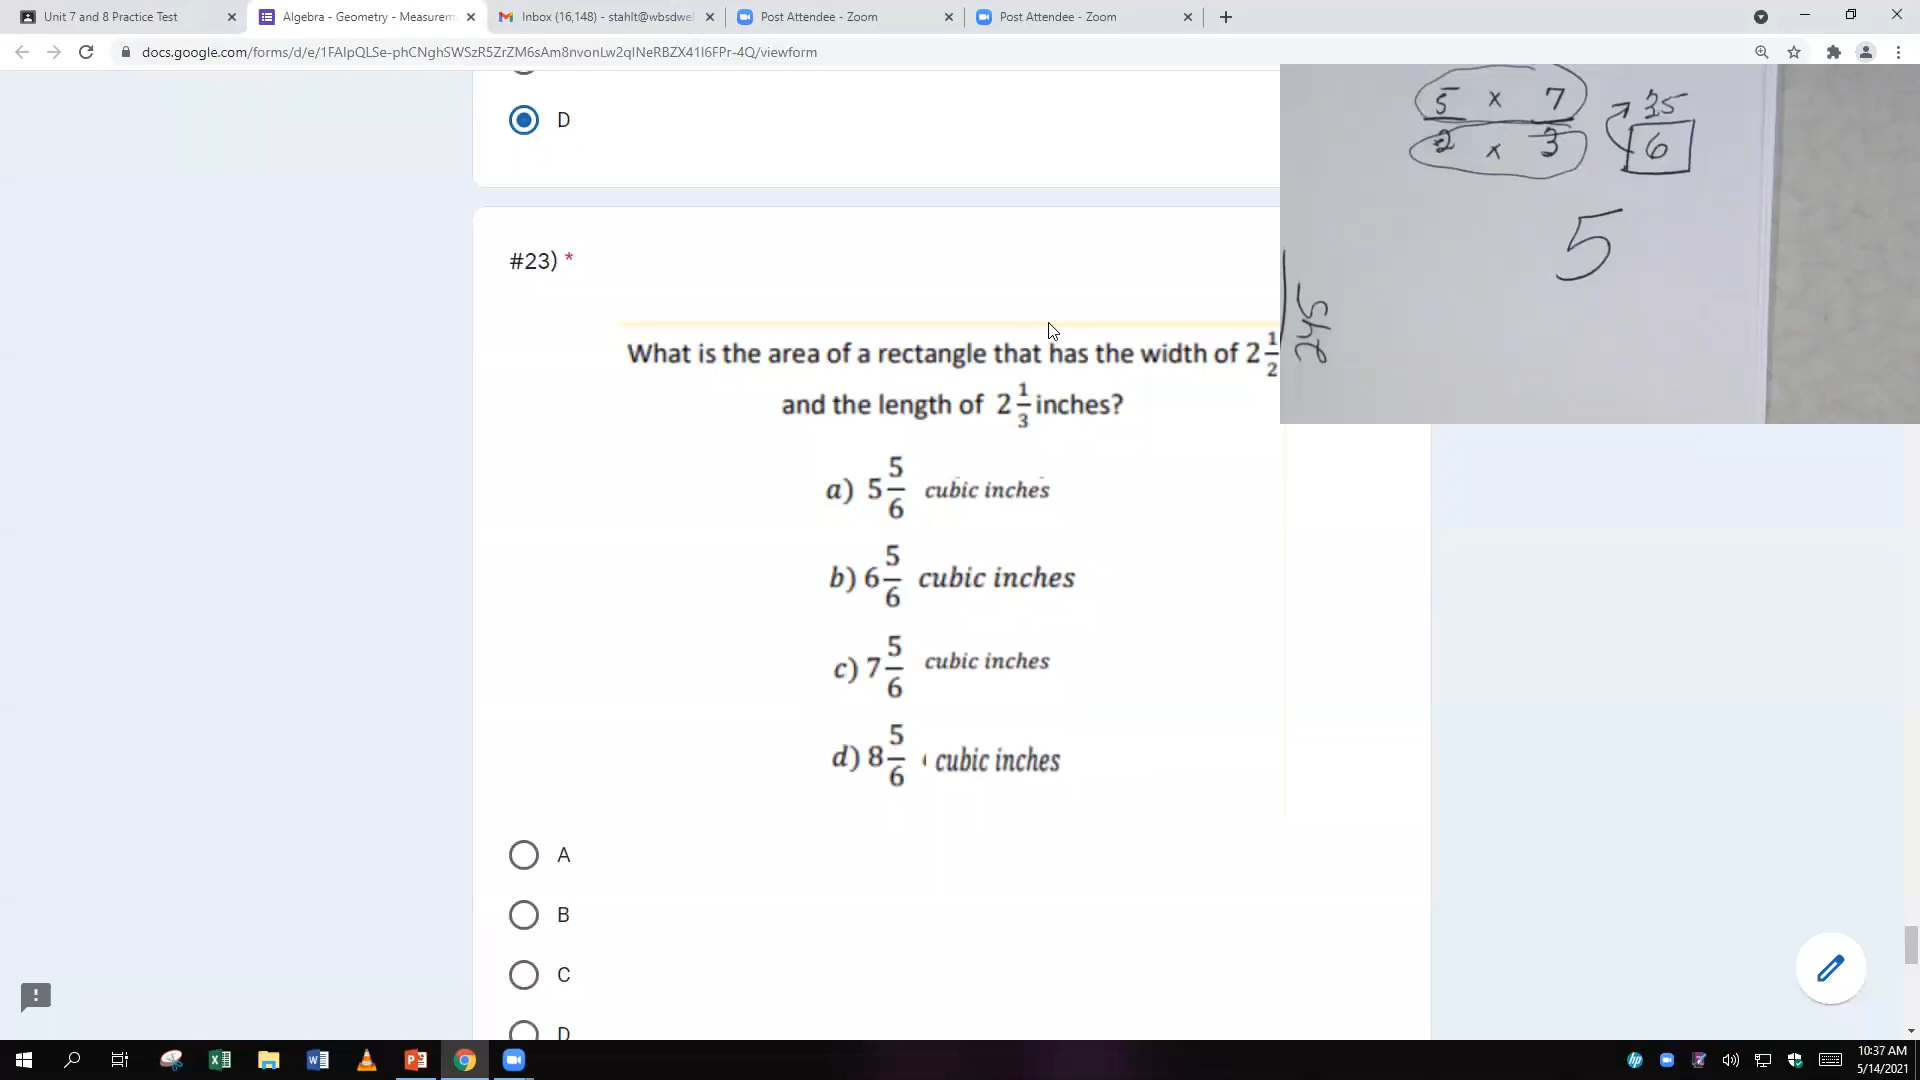 Unit 7 and 8 Practice Test
Algebra - Geometry - Measurem
Inbox (16,148) - stahlt@wbsdwe
Post Attendee - Zoom
Post Attendee - Zoom
docs.google.com/forms/d/e/1FAIpQLSe-phCNghSWSzR5ZrZM6sAm8nvonLw2qINeRBZX41I6FPr-4Q/viewform
D
5 x 7 35
2 x 3 6
5
245
#23) *
What is the area of a rectangle that has the width of 2 1/2
and the length of 2 1/3 inches?
a) 5 5/6 cubic inches
b) 6 5/6 cubic inches
c) 7 5/6 cubic inches
d) 8 5/6 cubic inches
A
B
C
D
10:37 AM
5/14/2021